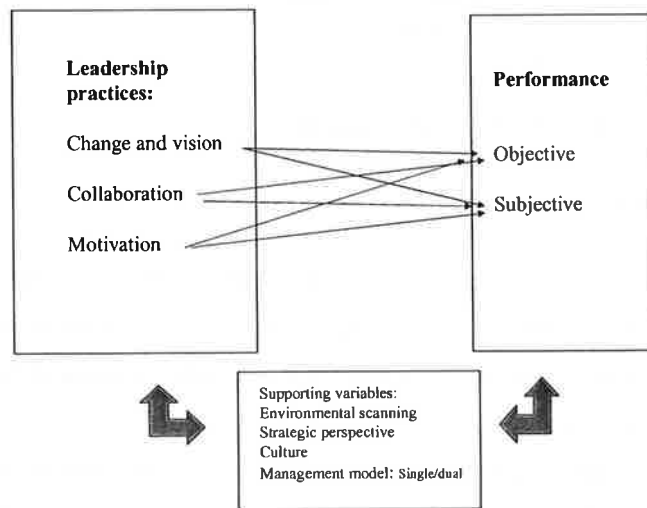 Leadership
practices:
Change and vision
Collaboration
Motivation
Performance
Objective
Subjective
Supporting variables:
Environmental scanning
Strategic perspective
Culture
Management model: Single/dual